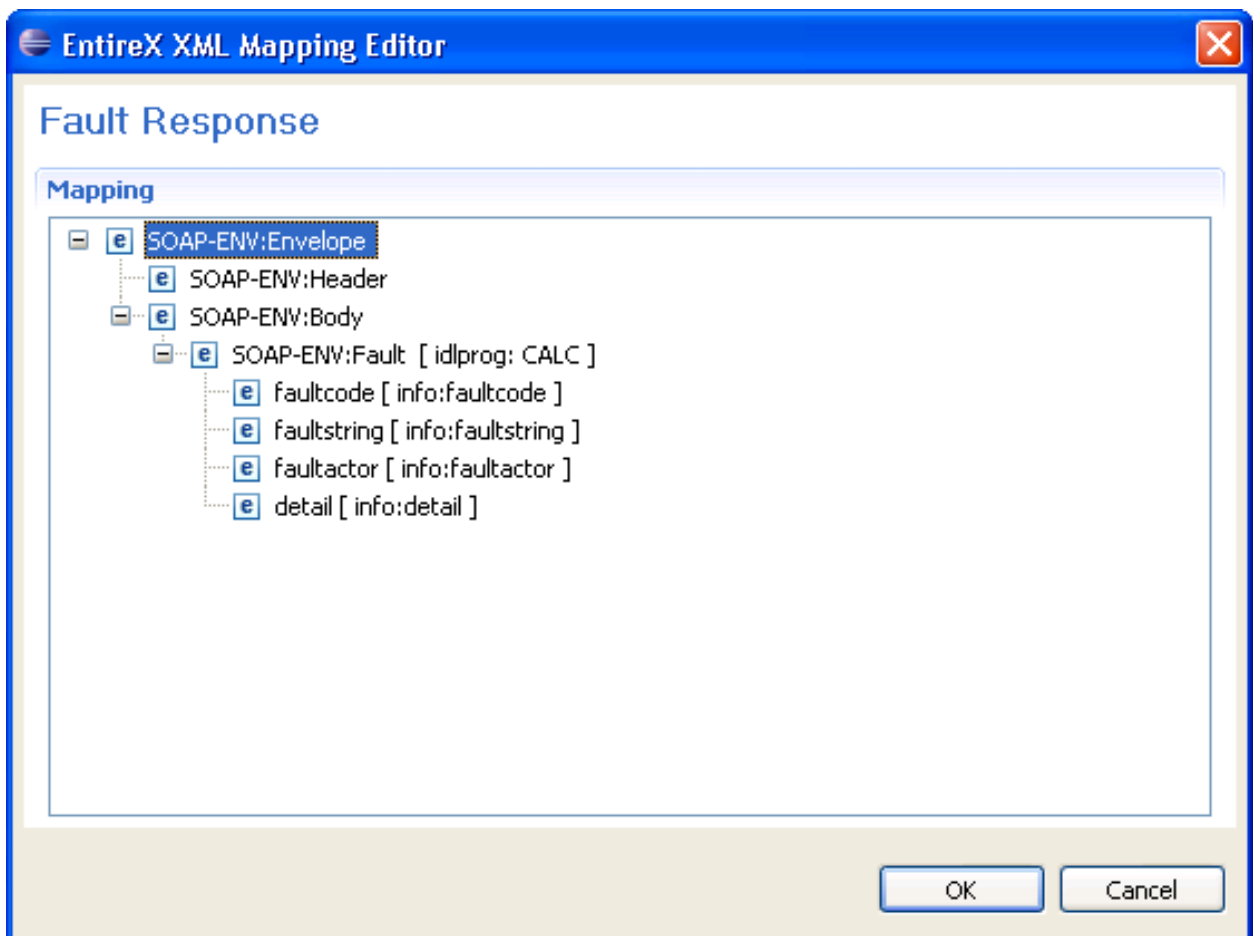 EntireX XML Mapping Editor
Fault Response
Mapping
e SOAP-ENV:Envelope
e SOAP-ENV:Header
e SOAP-ENV:Body
e SOAP-ENV:Fault [ idlprog: CALC ]
e faultcode [ info:faultcode ]
e faultstring [ info:faultstring ]
e faultactor [ info:faultactor ]
e detail [ info:detail ]
OK Cancel